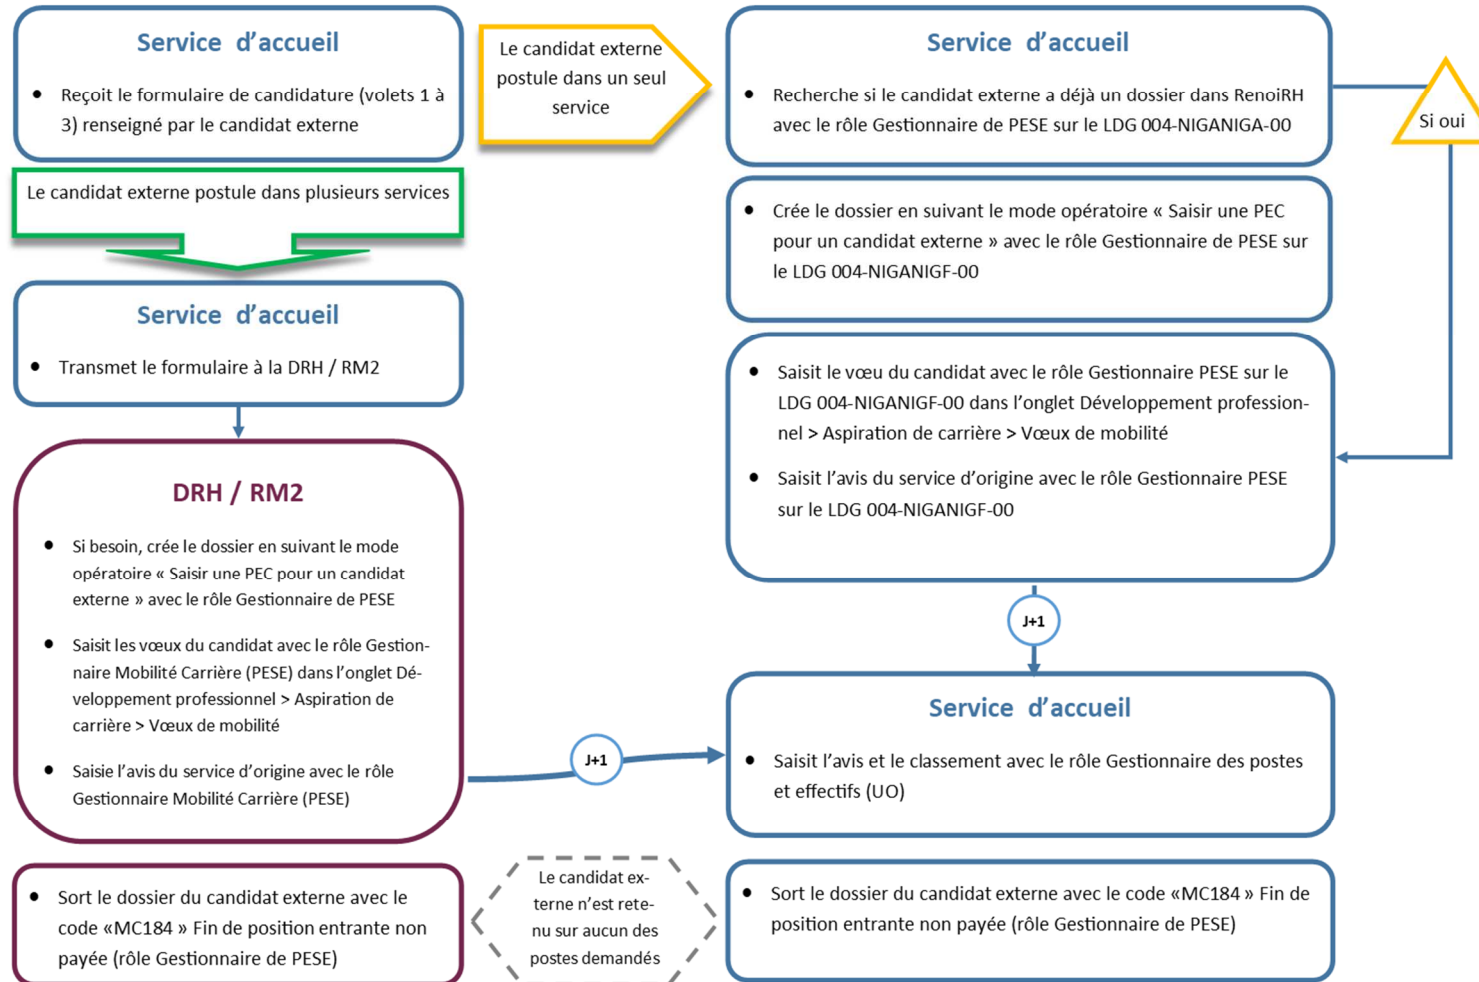 Service d'accueil
• Reçoit le formulaire de candidature (volets 1 à
3) renseigné par le candidat externe
Le candidat externe
postule dans un seul
service
Service d'accueil
• Recherche si le candidat externe a déjà un dossier dans RenoiRH
avec le rôle Gestionnaire de PESE sur le LDG 004-NIGANIGA-00
Si oui
Le candidat externe postule dans plusieurs services
• Crée le dossier en suivant le mode opératoire « Saisir une PEC
pour un candidat externe » avec le rôle Gestionnaire de PESE sur
le LDG 004-NIGANIGF-00
Service d'accueil
• Transmet le formulaire à la DRH / RM2
• Saisit le vœu du candidat avec le rôle Gestionnaire PESE sur le
LDG 004-NIGANIGF-00 dans l'onglet Développement profession-
nel > Aspiration de carrière > Vœux de mobilité
• Saisit l'avis du service d'origine avec le rôle Gestionnaire PESE
sur le LDG 004-NIGANIGF-00
DRH / RM2
• Si besoin, crée le dossier en suivant le mode
opératoire « Saisir une PEC pour un candidat
externe » avec le rôle Gestionnaire de PESE
• Saisit les vœux du candidat avec le rôle Gestion-
naire Mobilité Carrière (PESE) dans l'onglet Dé-
veloppement professionnel > Aspiration de
carrière > Vœux de mobilité
• Saisie l'avis du service d'origine avec le rôle
Gestionnaire Mobilité Carrière (PESE)
J+1
J+1
Service d'accueil
• Saisit l'avis et le classement avec le rôle Gestionnaire des postes
et effectifs (UO)
• Sort le dossier du candidat externe avec le
code «MC184 » Fin de position entrante non
payée (rôle Gestionnaire de PESE)
Le candidat ex-
terne n'est rete-
nu sur aucun des
postes demandés
• Sort le dossier du candidat externe avec le code «MC184 » Fin de
position entrante non payée (rôle Gestionnaire de PESE)